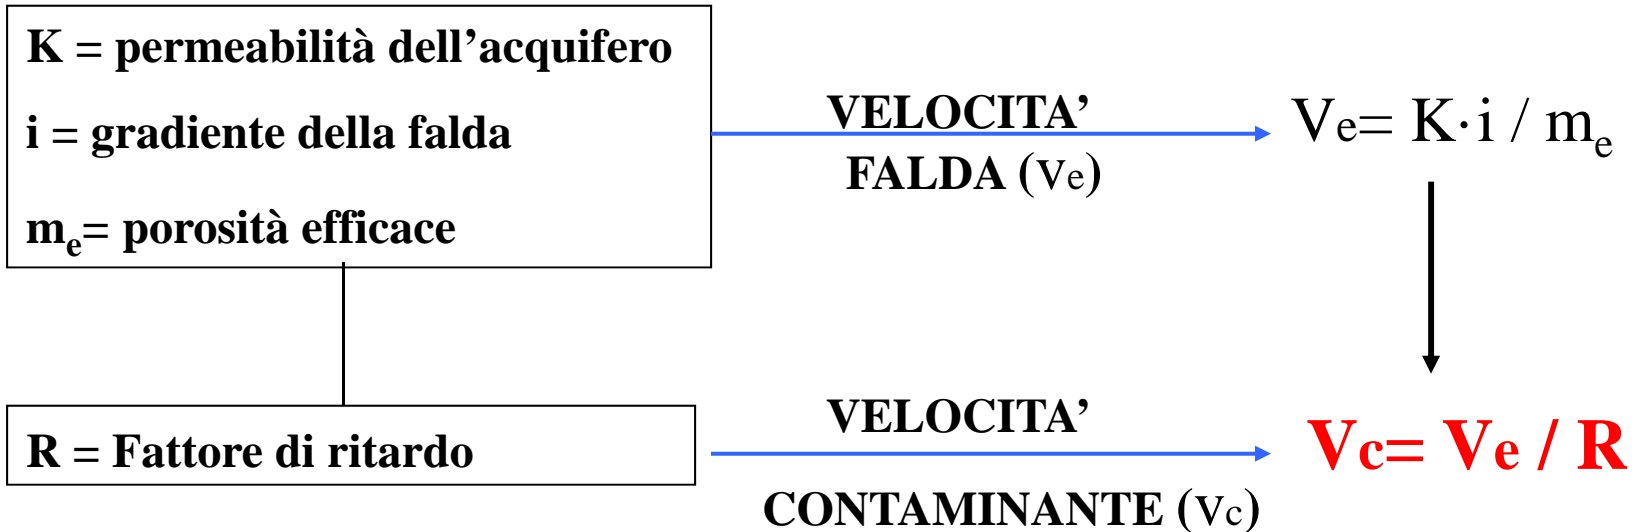 K = permeabilità dell’acquifero
i = gradiente della falda
me= porosità efficace
VELOCITA’
FALDA (Ve)
Ve= K·i / me
R = Fattore di ritardo
VELOCITA’
CONTAMINANTE (Vc)
Vc= Ve / R